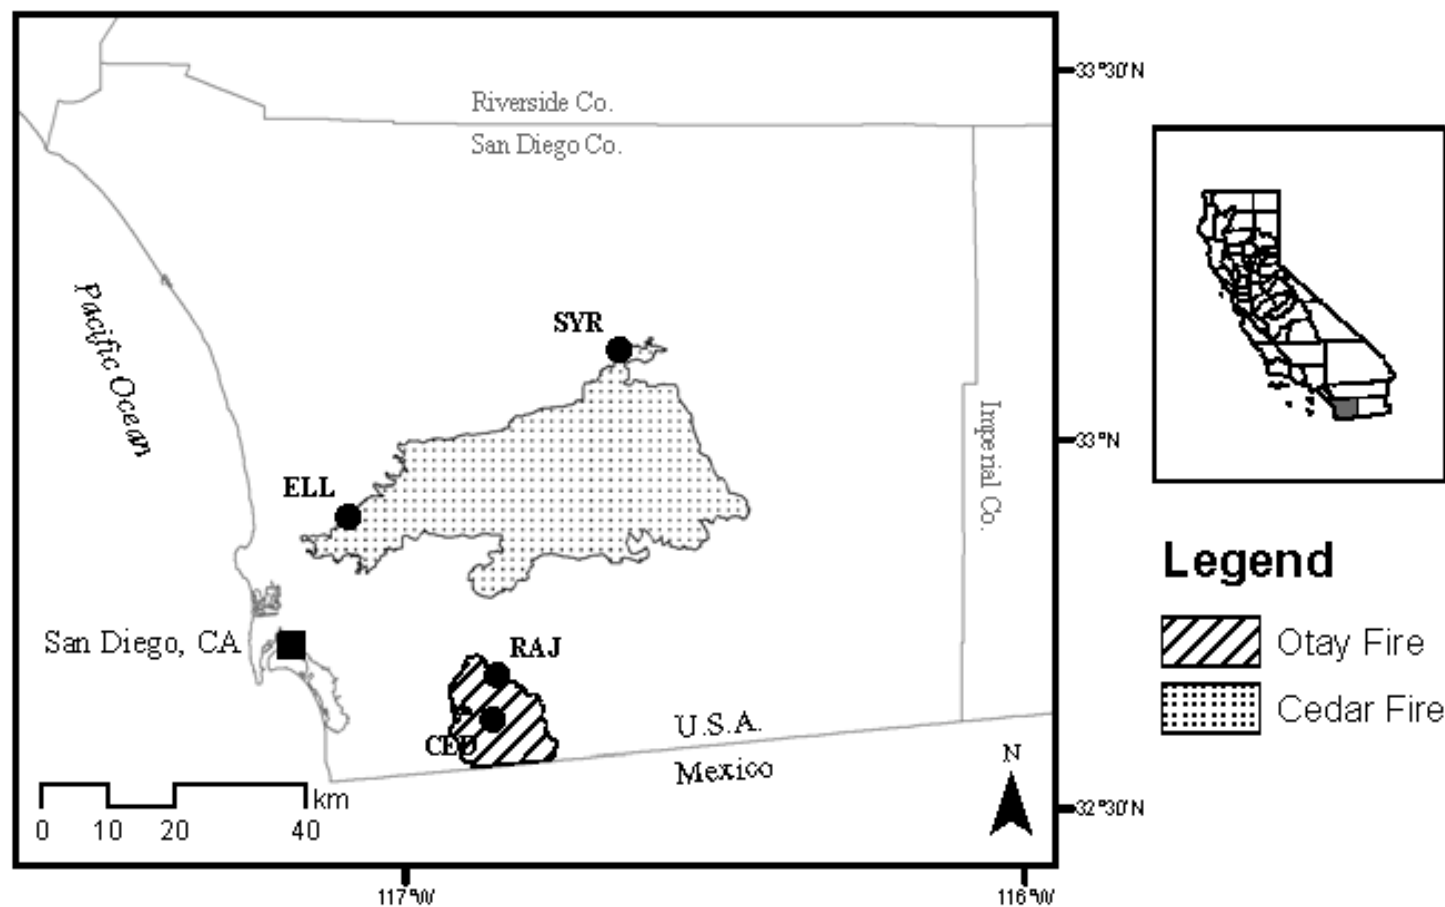 33°30'N
Riverside Co.
San Diego Co.
Pacific Ocean
SYR
Imperial Co.
33°N
ELL
Legend
San Diego, CA
RAJ
Otay Fire
CED
U.S.A.
Mexico
Cedar Fire
N
km
0 10 20 40
32°30'N
117°W
116°W